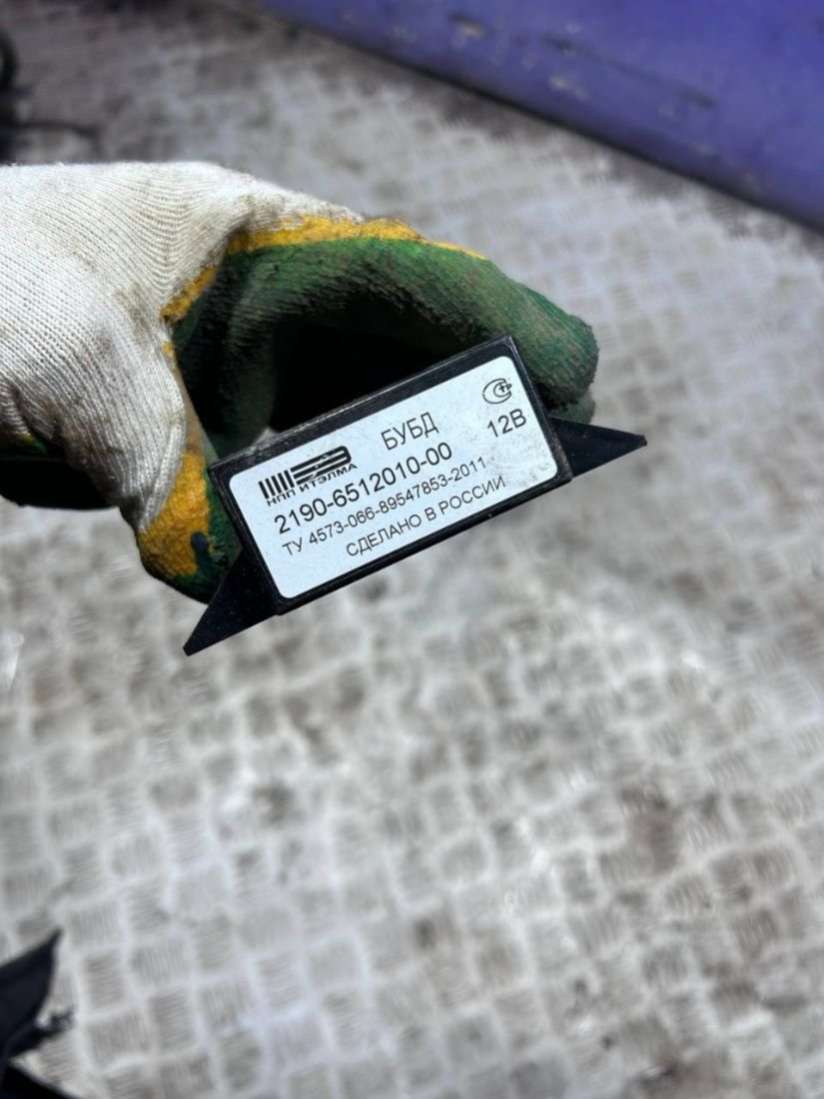 БУБД
12В
НПП ИТЭЛМА
2190-6512010-00
ТУ 4573-066-89547853-2011
СДЕЛАНО В РОССИИ